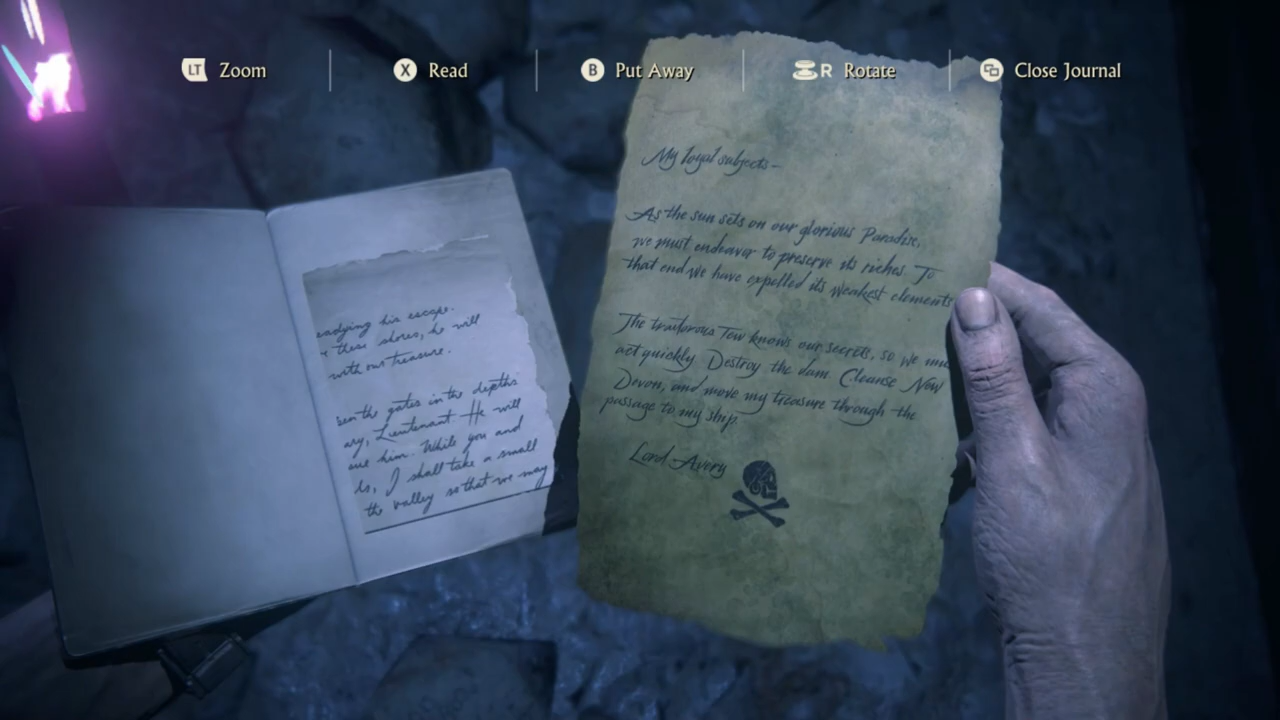 LT Zoom
X Read
B Put Away
R Rotate
Close Journal
eadying his escape.
these shores, he will
with our treasure.
the gates in the depths
ary, Lieutenant. He will
him. While you and
I shall take a small
the valley so that we may
My loyal subjects—
As the sun sets on our glorious Paradise,
we must endeavor to preserve its riches. To
that end we have expelled its weakest elements
The traitorous Tew knows our secrets, so we mu
act quickly. Destroy the dam. Cleanse New
Devon, and move my treasure through the
passage to my ship.
Lord Avery